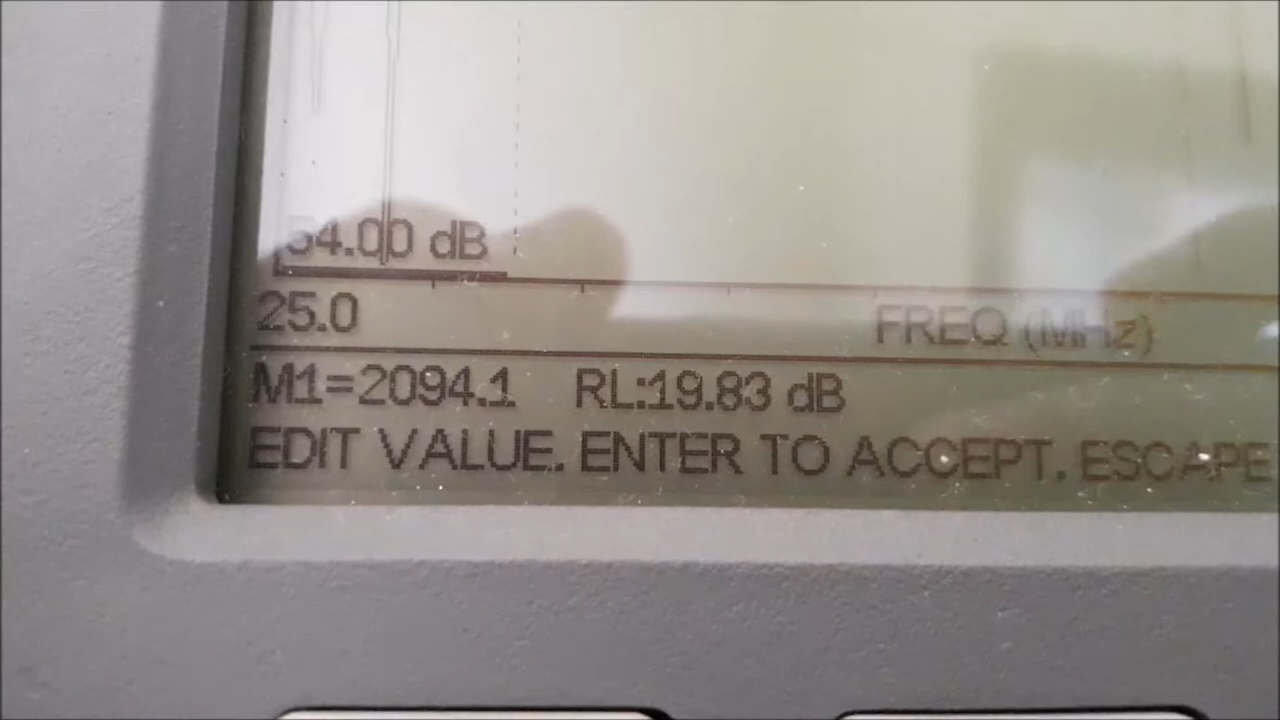 54.00 dB
25.0 FREQ (MHz)
M1=2094.1 RL:19.83 dB
EDIT VALUE. ENTER TO ACCEPT. ESCAPE